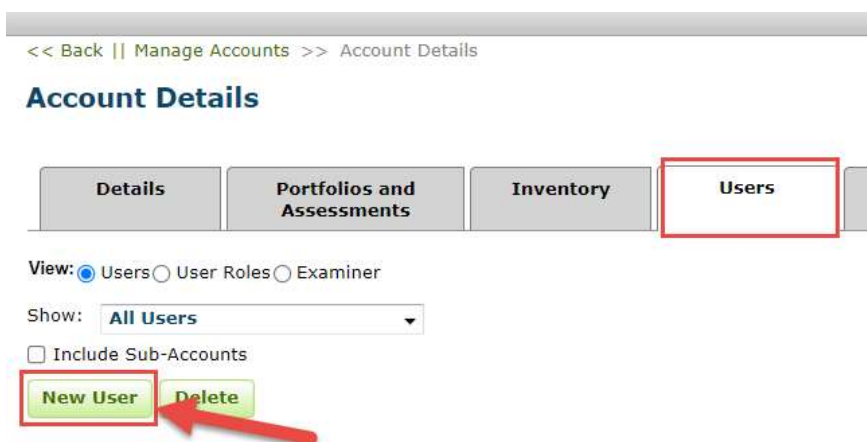 << Back || Manage Accounts >> Account Details
Account Details
Details
Portfolios and
Assessments
Inventory
Users
View: Users User Roles Examiner
Show: All Users
Include Sub-Accounts
New User Delete